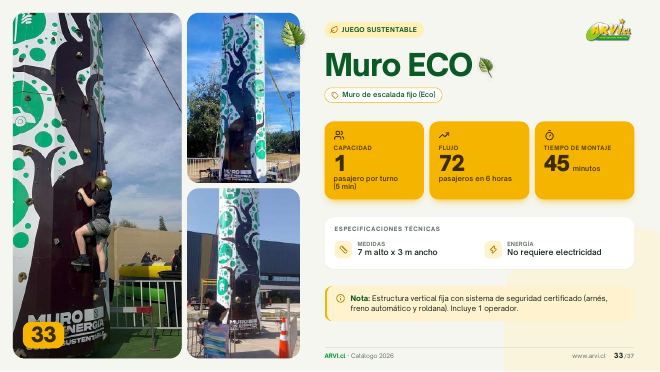 MURO
ENERGÍA
33
JUEGO SUSTENTABLE
ARVI.CL
Muro ECO
Muro de escalada fijo (Eco)
CAPACIDAD
1
pasajero por turno
(5 min)
FLUJO
72
pasajeros en 6 horas
TIEMPO DE MONTAJE
45 minutos
ESPECIFICACIONES TÉCNICAS
MEDIDAS
7 m alto x 3 m ancho
ENERGÍA
No requiere electricidad
Nota: Estructura vertical fija con sistema de seguridad certificado (arnés,
freno automático y roldana). Incluye 1 operador.
ARVI.cl · Catálogo 2026
www.arvi.cl
33 /37